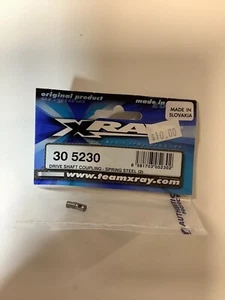 original product
made in
XRAY
MADE IN
SLOVAKIA
$10.00
30 5230
DRIVE SHAFT COUPLING - SPRING STEEL (2)
www.teamxray.com